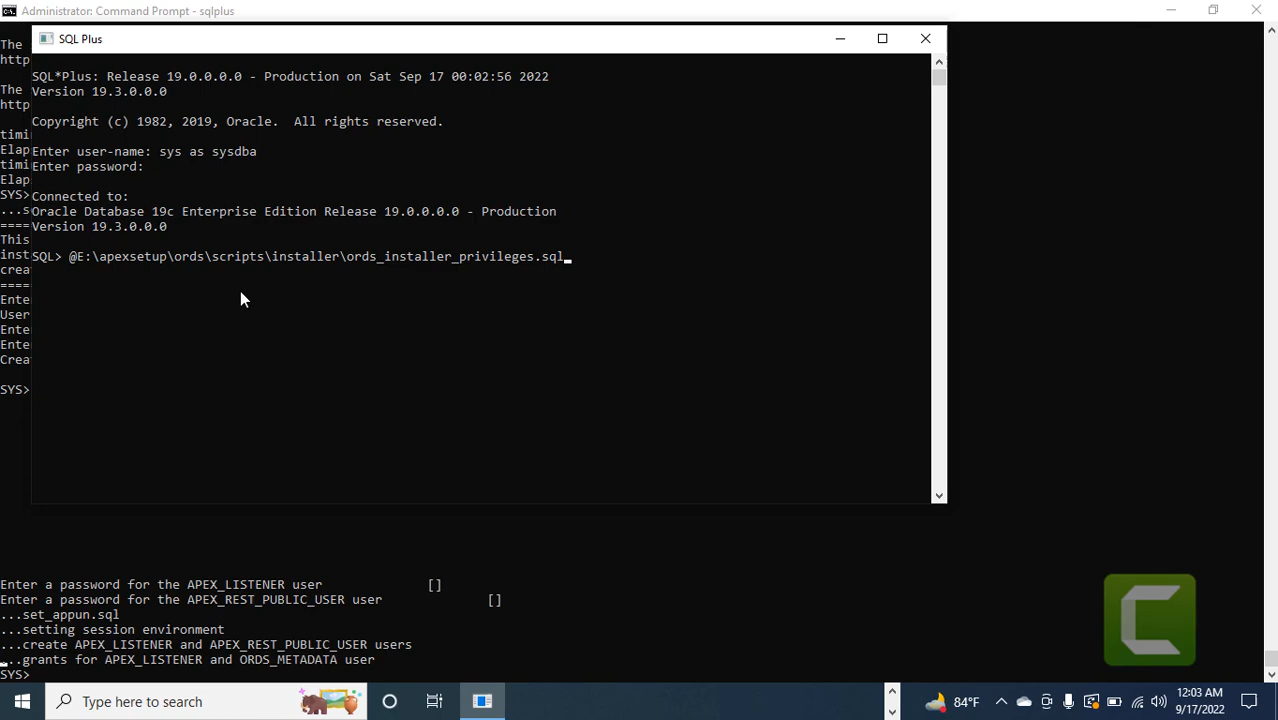 Administrator: Command Prompt - sqlplus
The
http
The
http
timi
Elap
timi
Elap
SYS>
...s
====
This
inst
crea
====
Ente
User
Ente
Ente
Crea
SYS>
SQL Plus
SQL*Plus: Release 19.0.0.0.0 - Production on Sat Sep 17 00:02:56 2022
Version 19.3.0.0.0
Copyright (c) 1982, 2019, Oracle.  All rights reserved.
Enter user-name: sys as sysdba
Enter password:
Connected to:
Oracle Database 19c Enterprise Edition Release 19.0.0.0.0 - Production
Version 19.3.0.0.0
SQL> @E:\apexsetup\ords\scripts\installer\ords_installer_privileges.sql
Enter a password for the APEX_LISTENER user              []
Enter a password for the APEX_REST_PUBLIC_USER user              []
...set_appun.sql
...setting session environment
...create APEX_LISTENER and APEX_REST_PUBLIC_USER users
...grants for APEX_LISTENER and ORDS_METADATA user
SYS>
Type here to search
84°F
12:03 AM
9/17/2022